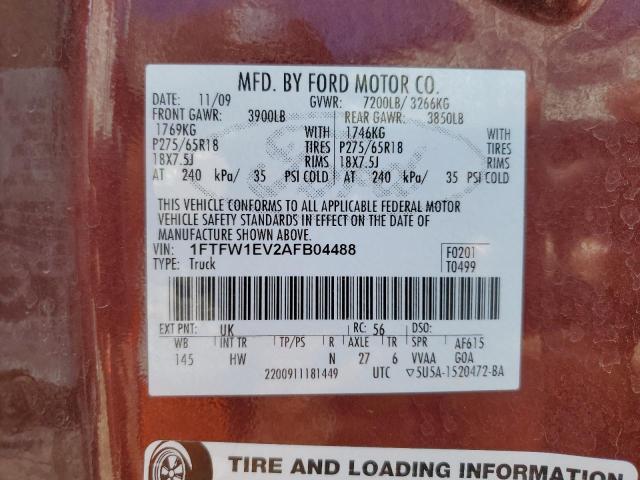 MFD. BY FORD MOTOR CO.
DATE: 11/09 GVWR: 7200LB/ 3266KG
FRONT GAWR: 3900LB REAR GAWR: 3850LB
1769KG WITH 1746KG WITH
P275/65R18 TIRES P275/65R18 TIRES
18X7.5J RIMS 18X7.5J RIMS
AT 240 kPa/ 35 PSI COLD AT 240 kPa/ 35 PSI COLD
THIS VEHICLE CONFORMS TO ALL APPLICABLE FEDERAL MOTOR
VEHICLE SAFETY STANDARDS IN EFFECT ON THE DATE OF
MANUFACTURE SHOWN ABOVE.
VIN: 1FTFW1EV2AFB04488 F0201
TYPE: Truck T0499
EXT PNT: UK RC: 56 DSO:
WB INT TR TP/PS R AXLE TR SPR AF615
145 HW N 27 6 VVAA G0A
2200911181449 UTC ▽5U5A-1520472-BA
TIRE AND LOADING INFORMATION